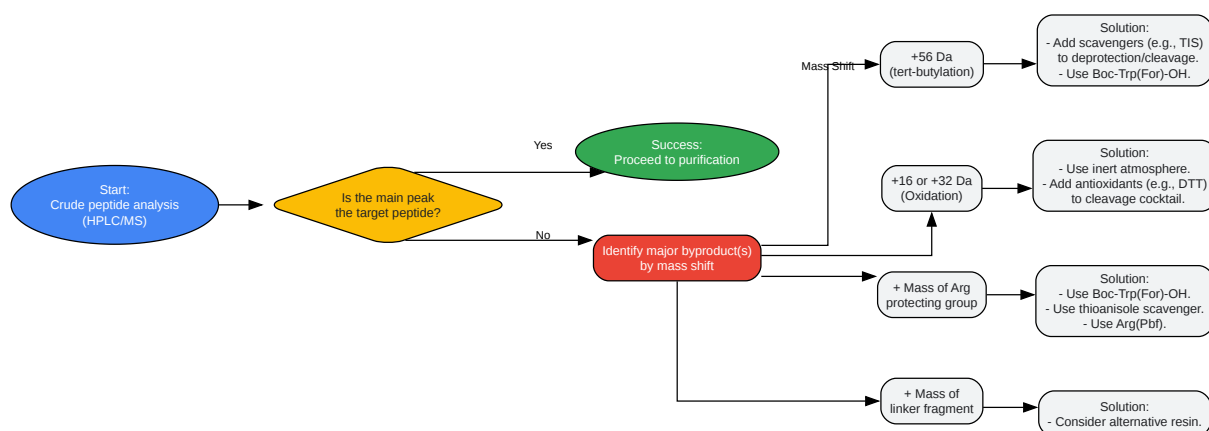 Start:
Crude peptide analysis
(HPLC/MS)
Is the main peak
the target peptide?
Yes
Success:
Proceed to purification
No
Identify major byproduct(s)
by mass shift
Mass Shift
+56 Da
(tert-butylation)
Solution:
- Add scavengers (e.g., TIS)
to deprotection/cleavage.
- Use Boc-Trp(For)-OH.
+16 or +32 Da
(Oxidation)
Solution:
- Use inert atmosphere.
- Add antioxidants (e.g., DTT)
to cleavage cocktail.
+ Mass of Arg
protecting group
Solution:
- Use Boc-Trp(For)-OH.
- Use thioanisole scavenger.
- Use Arg(Pbf).
+ Mass of
linker fragment
Solution:
- Consider alternative resin.